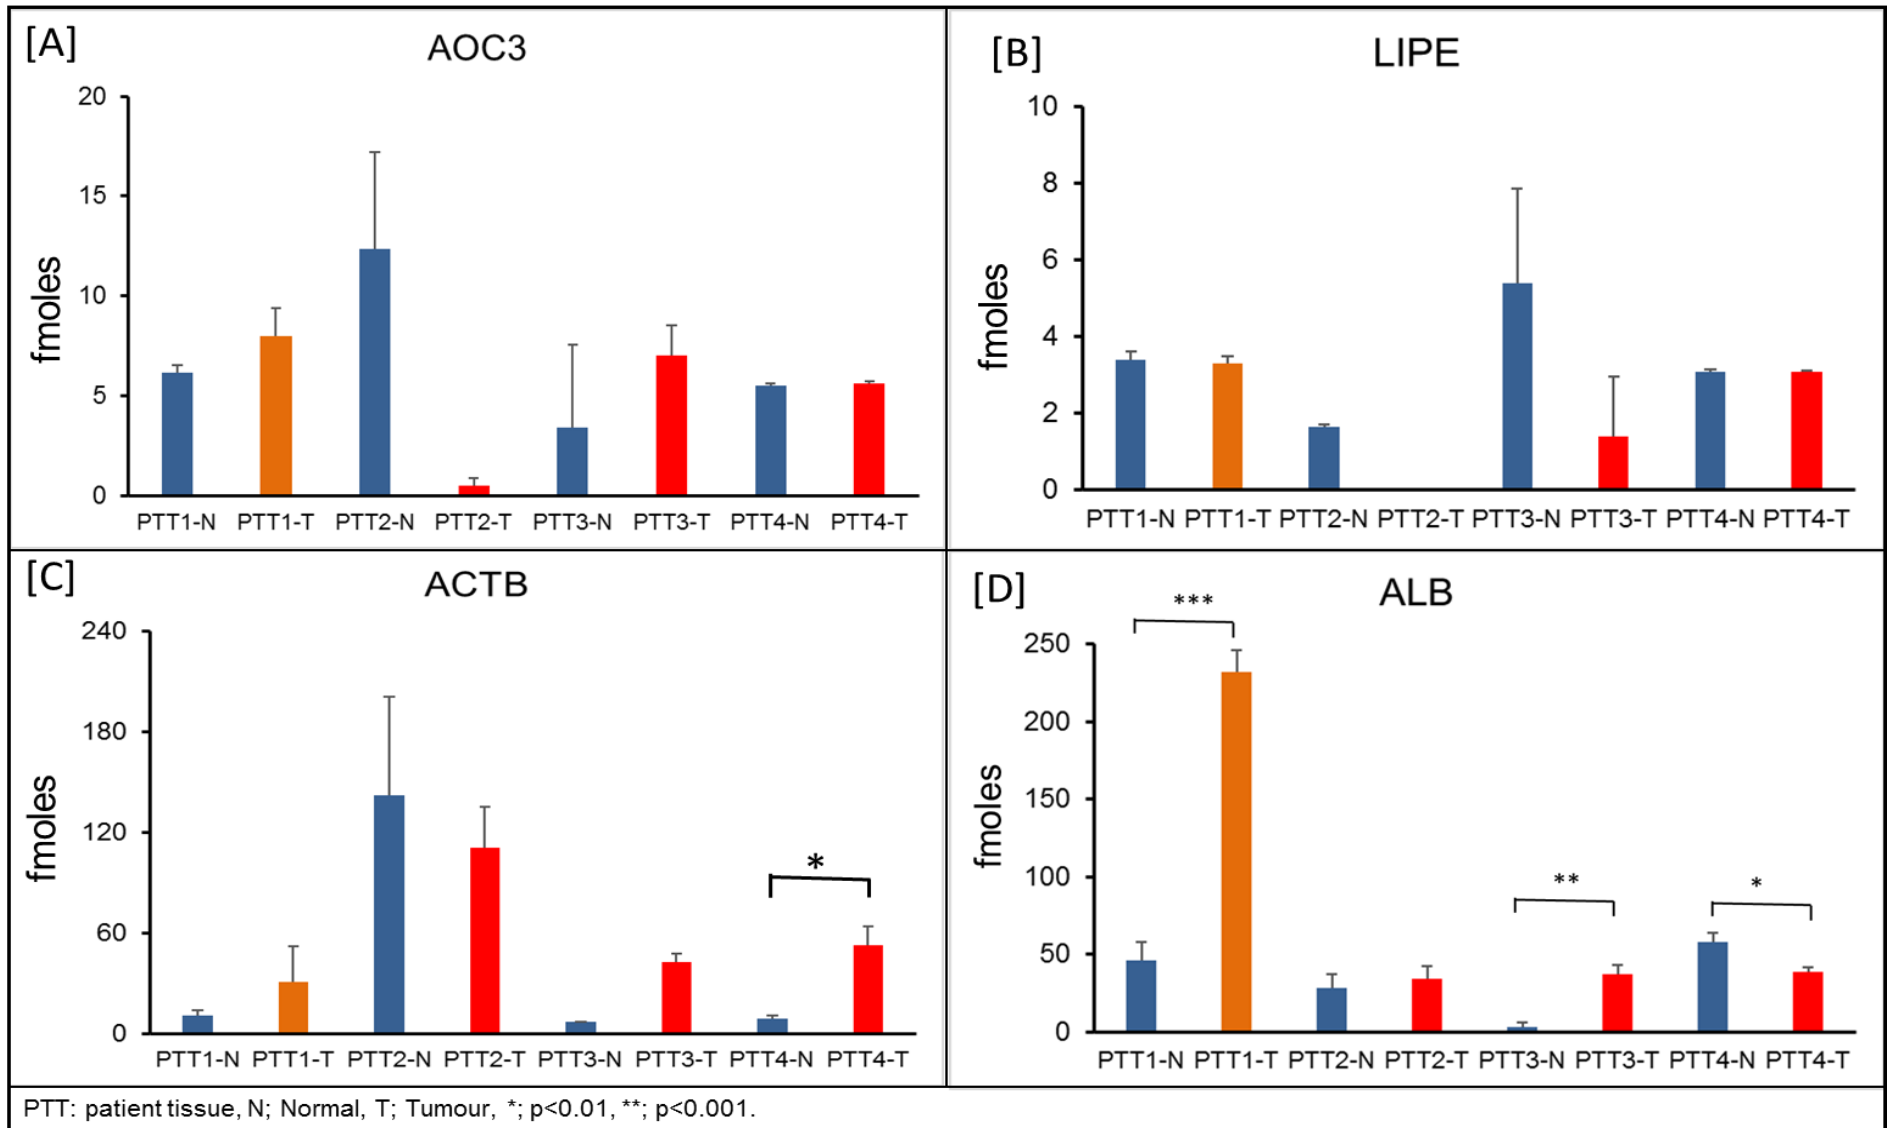 [A]
AOC3
20
15
10
5
0
fmoles
PTT1-N PTT1-T PTT2-N PTT2-T PTT3-N PTT3-T PTT4-N PTT4-T
[B]
LIPE
10
8
6
4
2
0
fmoles
PTT1-N PTT1-T PTT2-N PTT2-T PTT3-N PTT3-T PTT4-N PTT4-T
[C]
ACTB
240
180
120
60
0
fmoles
*
PTT1-N PTT1-T PTT2-N PTT2-T PTT3-N PTT3-T PTT4-N PTT4-T
[D]
ALB
***
250
200
150
100
50
0
fmoles
**
*
PTT1-N PTT1-T PTT2-N PTT2-T PTT3-N PTT3-T PTT4-N PTT4-T
PTT: patient tissue, N; Normal, T; Tumour, *; p<0.01, **; p<0.001.